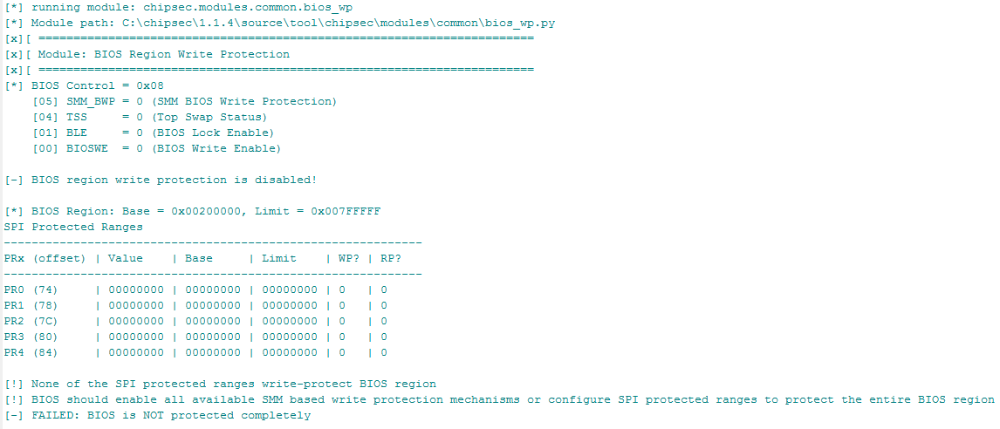 [*] running module: chipsec.modules.common.bios_wp
[*] Module path: C:\chipsec\1.1.4\source\tool\chipsec\modules\common\bios_wp.py
[x][ =======================================================================
[x][ Module: BIOS Region Write Protection
[x][ =======================================================================
[*] BIOS Control = 0x08
    [05] SMM_BWP = 0 (SMM BIOS Write Protection)
    [04] TSS     = 0 (Top Swap Status)
    [01] BLE     = 0 (BIOS Lock Enable)
    [00] BIOSWE  = 0 (BIOS Write Enable)
[-] BIOS region write protection is disabled!
[*] BIOS Region: Base = 0x00200000, Limit = 0x007FFFFF
SPI Protected Ranges
------------------------------------------------------------
PRx (offset) | Value    | Base     | Limit    | WP? | RP?
------------------------------------------------------------
PR0 (74)     | 00000000 | 00000000 | 00000000 | 0   | 0
PR1 (78)     | 00000000 | 00000000 | 00000000 | 0   | 0
PR2 (7C)     | 00000000 | 00000000 | 00000000 | 0   | 0
PR3 (80)     | 00000000 | 00000000 | 00000000 | 0   | 0
PR4 (84)     | 00000000 | 00000000 | 00000000 | 0   | 0
[!] None of the SPI protected ranges write-protect BIOS region
[!] BIOS should enable all available SMM based write protection mechanisms or configure SPI protected ranges to protect the entire BIOS region
[-] FAILED: BIOS is NOT protected completely